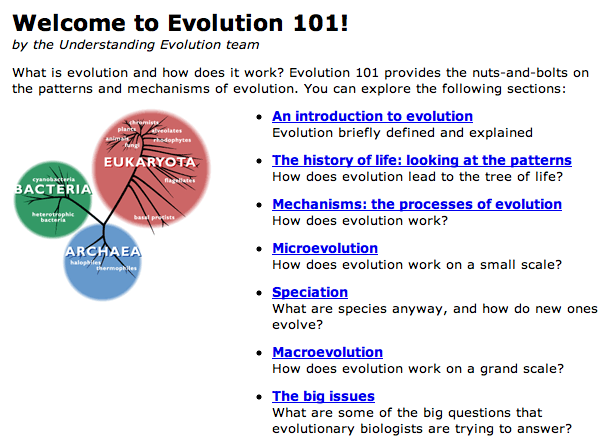 Welcome to Evolution 101!
by the Understanding Evolution team
What is evolution and how does it work? Evolution 101 provides the nuts-and-bolts on
the patterns and mechanisms of evolution. You can explore the following sections:
chromists
plants
alveolates
animals
rhodophytes
fungi
EUKARYOTA
flagellates
basal protists
cyanobacteria
BACTERIA
heterotrophic
bacteria
ARCHAEA
halophiles
thermophiles
• An introduction to evolution
Evolution briefly defined and explained
• The history of life: looking at the patterns
How does evolution lead to the tree of life?
• Mechanisms: the processes of evolution
How does evolution work?
• Microevolution
How does evolution work on a small scale?
• Speciation
What are species anyway, and how do new ones
evolve?
• Macroevolution
How does evolution work on a grand scale?
• The big issues
What are some of the big questions that
evolutionary biologists are trying to answer?